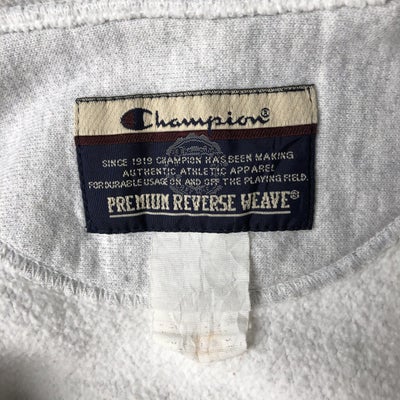 Champion®
SINCE 1919 CHAMPION HAS BEEN MAKING
AUTHENTIC ATHLETIC APPAREL
FOR DURABLE USAGE ON AND OFF THE PLAYING FIELD.
PREMIUM REVERSE WEAVE®